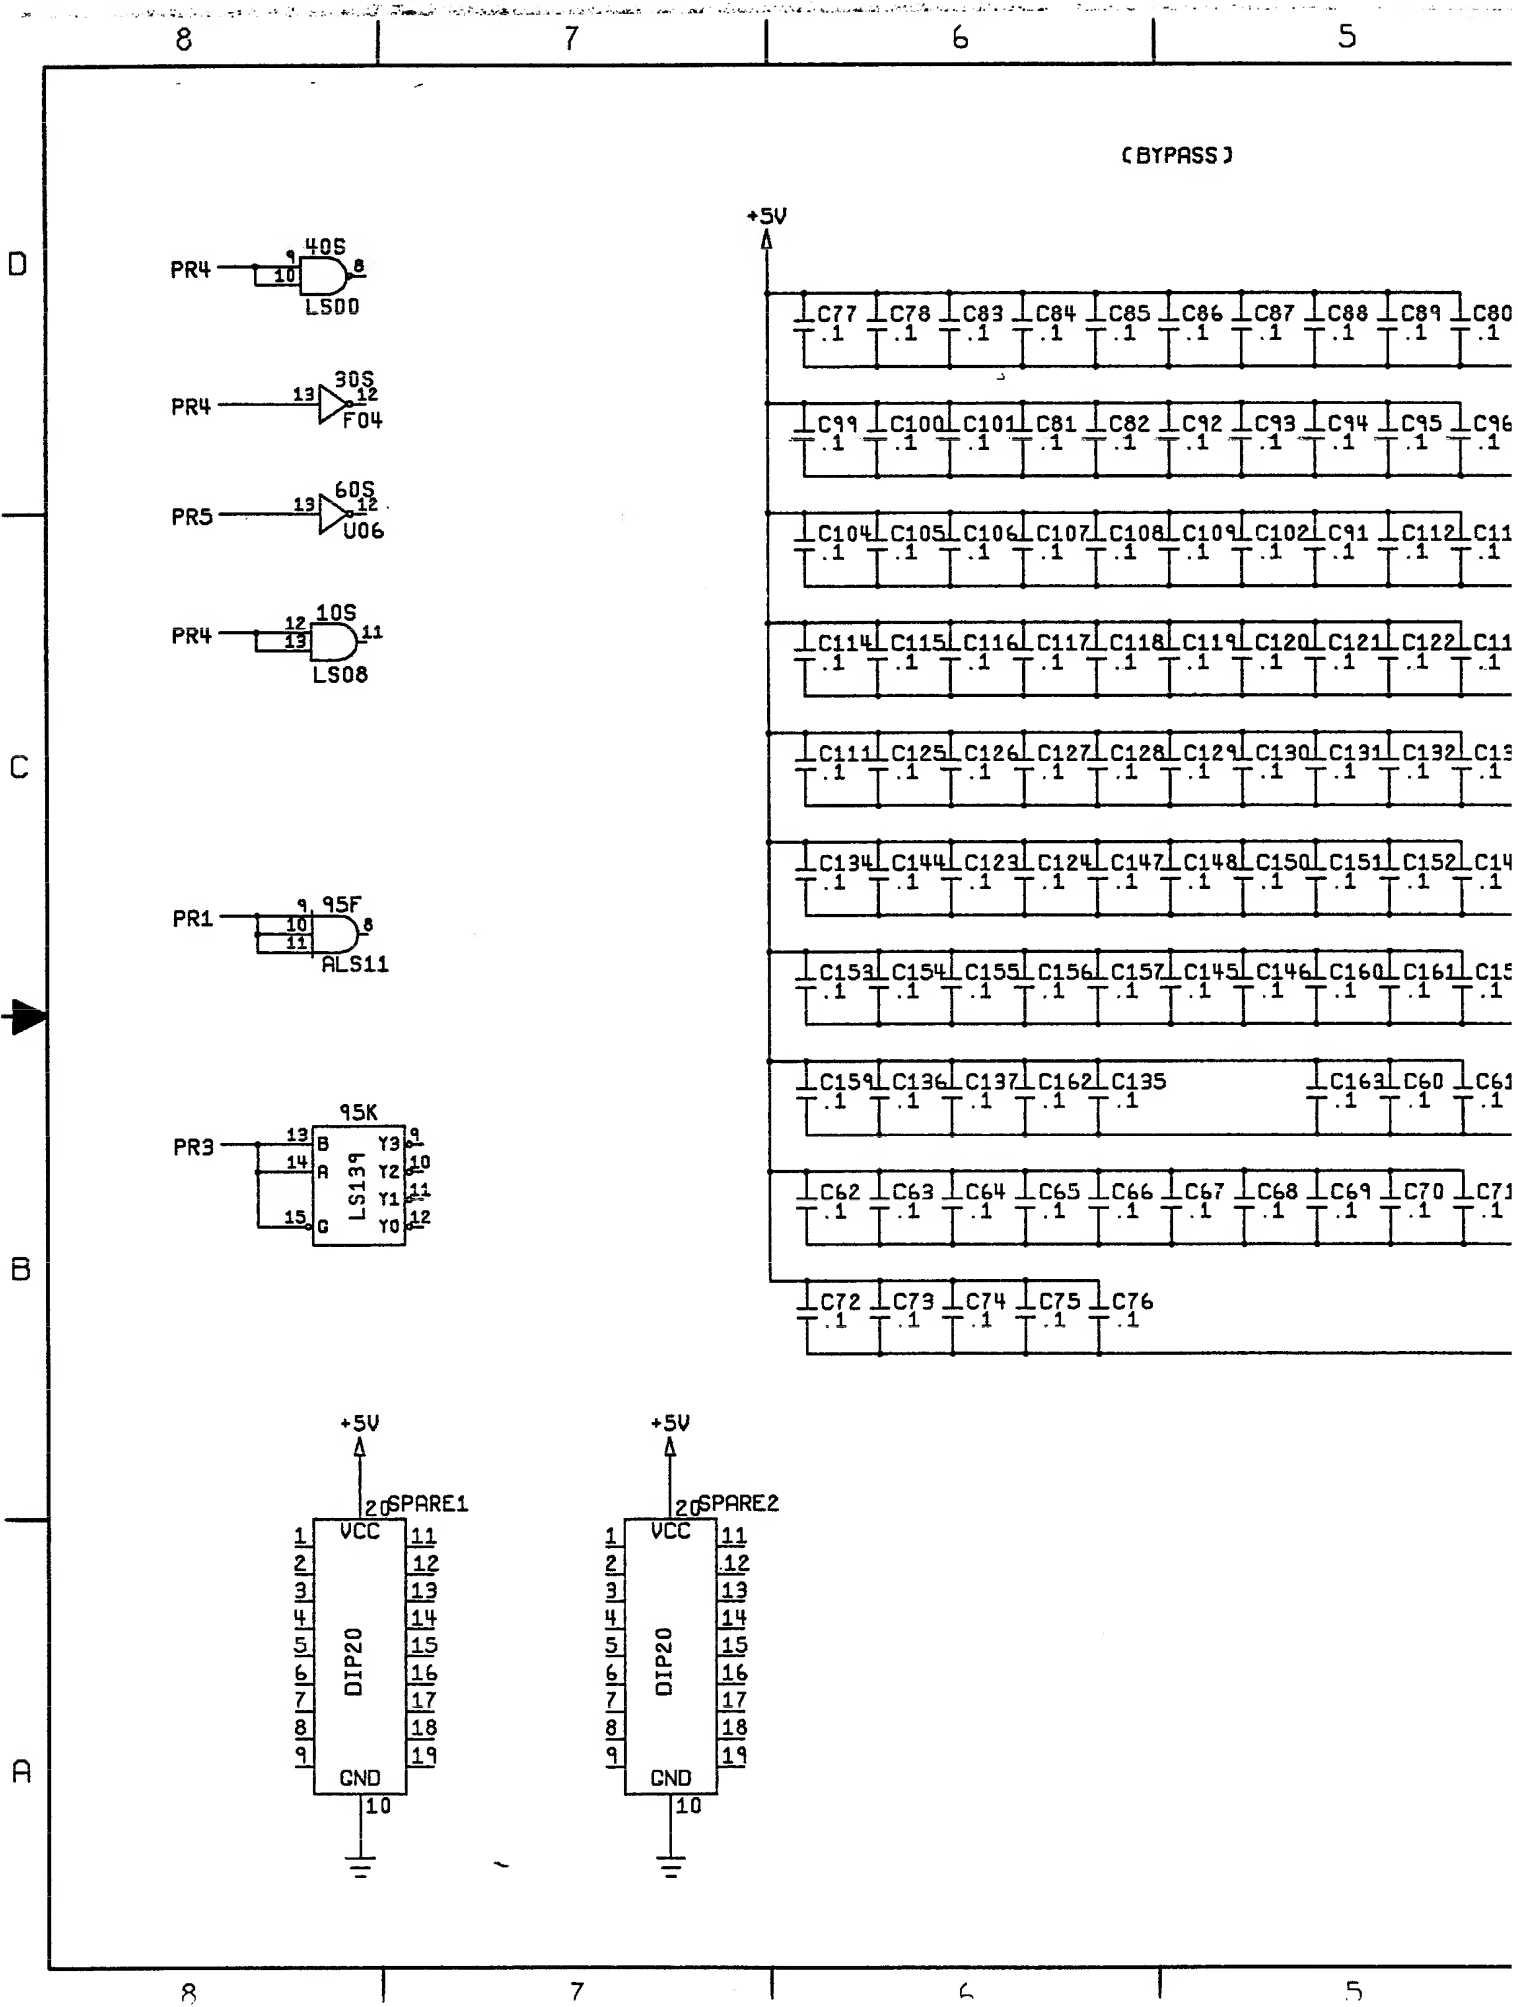 8 7 6 5
(BYPASS)
+5V
D
40S
PR4 9 10 8
LS00
C77 C78 C83 C84 C85 C86 C87 C88 C89 C80
.1 .1 .1 .1 .1 .1 .1 .1 .1 .1
30S
PR4 13 12
F04
C99 C100 C101 C81 C82 C92 C93 C94 C95 C96
.1 .1 .1 .1 .1 .1 .1 .1 .1 .1
60S
PR5 13 12
U06
C104 C105 C106 C107 C108 C109 C102 C91 C112
.1 .1 .1 .1 .1 .1 .1 .1 .1 .1
10S
PR4 12 13 11
LS08
C114 C115 C116 C117 C118 C119 C120 C121 C122
.1 .1 .1 .1 .1 .1 .1 .1 .1 .1
C
C111 C125 C126 C127 C128 C129 C130 C131 C132
.1 .1 .1 .1 .1 .1 .1 .1 .1 .1
C134 C144 C123 C124 C147 C148 C150 C151 C152
.1 .1 .1 .1 .1 .1 .1 .1 .1 .1
95F
PR1 9 10 11 8
ALS11
C153 C154 C155 C156 C157 C145 C146 C160 C161
.1 .1 .1 .1 .1 .1 .1 .1 .1 .1
C159 C136 C137 C162 C135 C163 C60 C61
.1 .1 .1 .1 .1 .1 .1 .1
95K
PR3 13 B Y3 9
14 A Y2 10
LS139
Y1 11
15 G Y0 12
C62 C63 C64 C65 C66 C67 C68 C69 C70 C71
.1 .1 .1 .1 .1 .1 .1 .1 .1 .1
B
C72 C73 C74 C75 C76
.1 .1 .1 .1 .1
+5V +5V
20 SPARE1 20 SPARE2
VCC VCC
1 11 1 11
2 12 2 12
3 13 3 13
4 14 4 14
5 15 5 15
6 16 6 16
7 17 7 17
8 18 8 18
9 19 9 19
DIP20 DIP20
A
GND GND
10 10
8 7 6 5